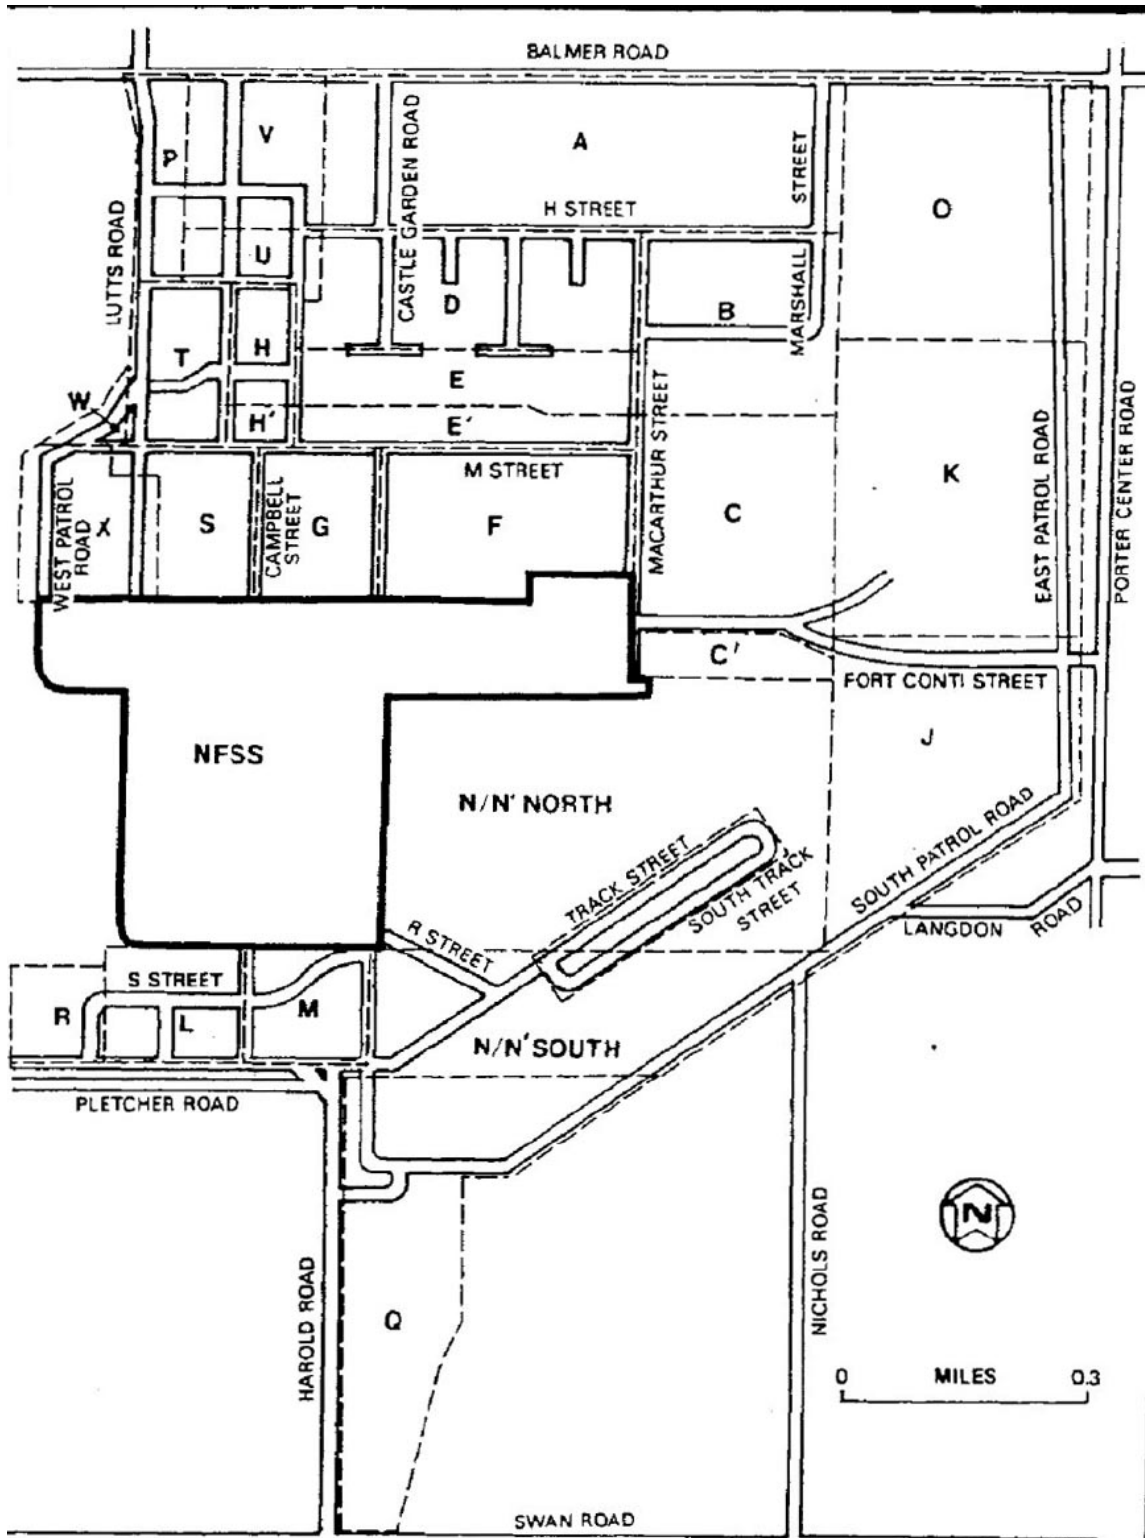 BALMER ROAD
V
P
A
CASTLE GARDEN ROAD
STREET
MARSHALL
O
H STREET
LUTTS ROAD
U
D
B
T
H
E
W
H'
E'
M STREET
MACARTHUR STREET
EAST PATROL ROAD
PORTER CENTER ROAD
K
WEST PATROL
ROAD
X
S
CAMPBELL
STREET
G
F
C
C'
FORT CONTI STREET
NFSS
J
N/N' NORTH
TRACK STREET
SOUTH TRACK
STREET
SOUTH PATROL ROAD
LANGDON
ROAD
R STREET
S STREET
R
L
M
N/N' SOUTH
PLETCHER ROAD
HAROLD ROAD
NICHOLS ROAD
N
Q
0 MILES 0.3
SWAN ROAD